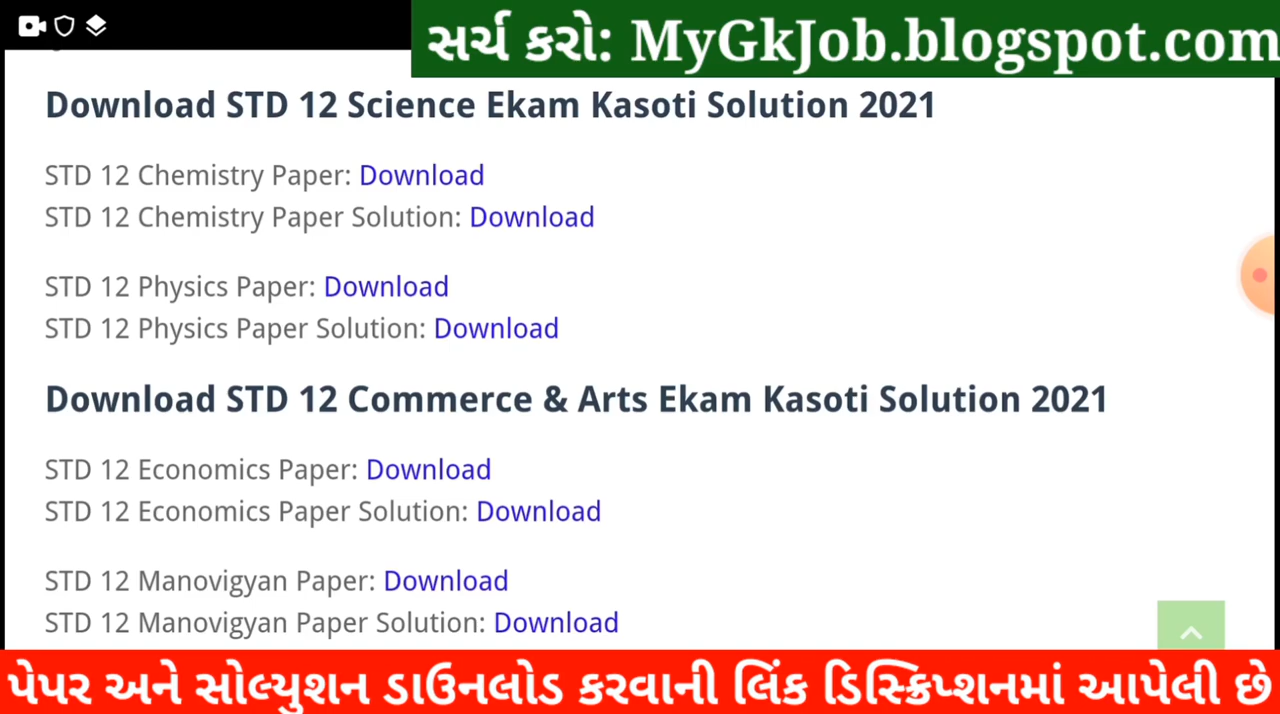 સર્ચ કરો: MyGkJob.blogspot.com
Download STD 12 Science Ekam Kasoti Solution 2021
STD 12 Chemistry Paper: Download
STD 12 Chemistry Paper Solution: Download
STD 12 Physics Paper: Download
STD 12 Physics Paper Solution: Download
Download STD 12 Commerce & Arts Ekam Kasoti Solution 2021
STD 12 Economics Paper: Download
STD 12 Economics Paper Solution: Download
STD 12 Manovigyan Paper: Download
STD 12 Manovigyan Paper Solution: Download
પેપર અને સોલ્યુશન ડાઉનલોડ કરવાની લિંક ડિસ્ક્રિપ્શનમાં આપેલી છે